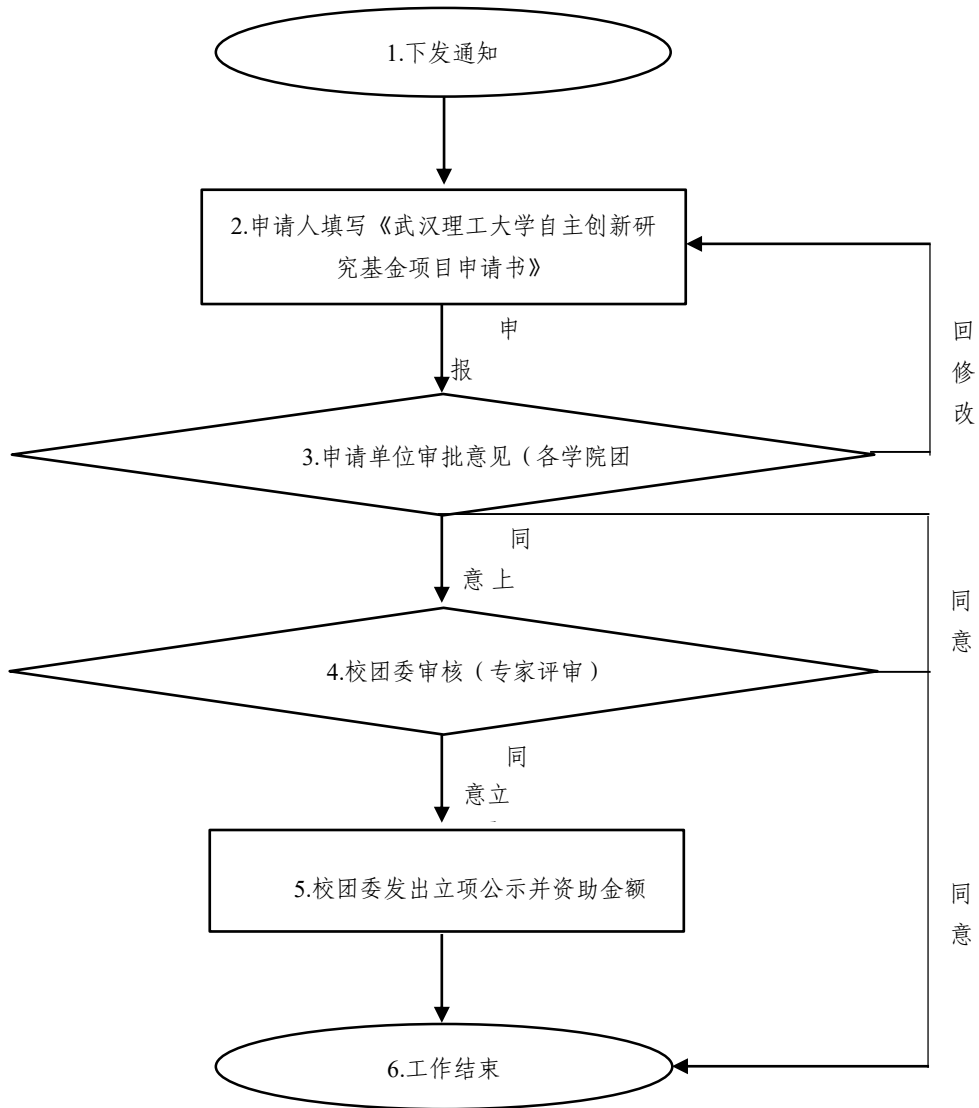 1.下发通知
2.申请人填写《武汉理工大学自主创新研
究基金项目申请书》
申
报
回
修
改
3.申请单位审批意见（各学院团
同
意上
同
意
4.校团委审核（专家评审）
同
意立
5.校团委发出立项公示并资助金额
同
意
6.工作结束